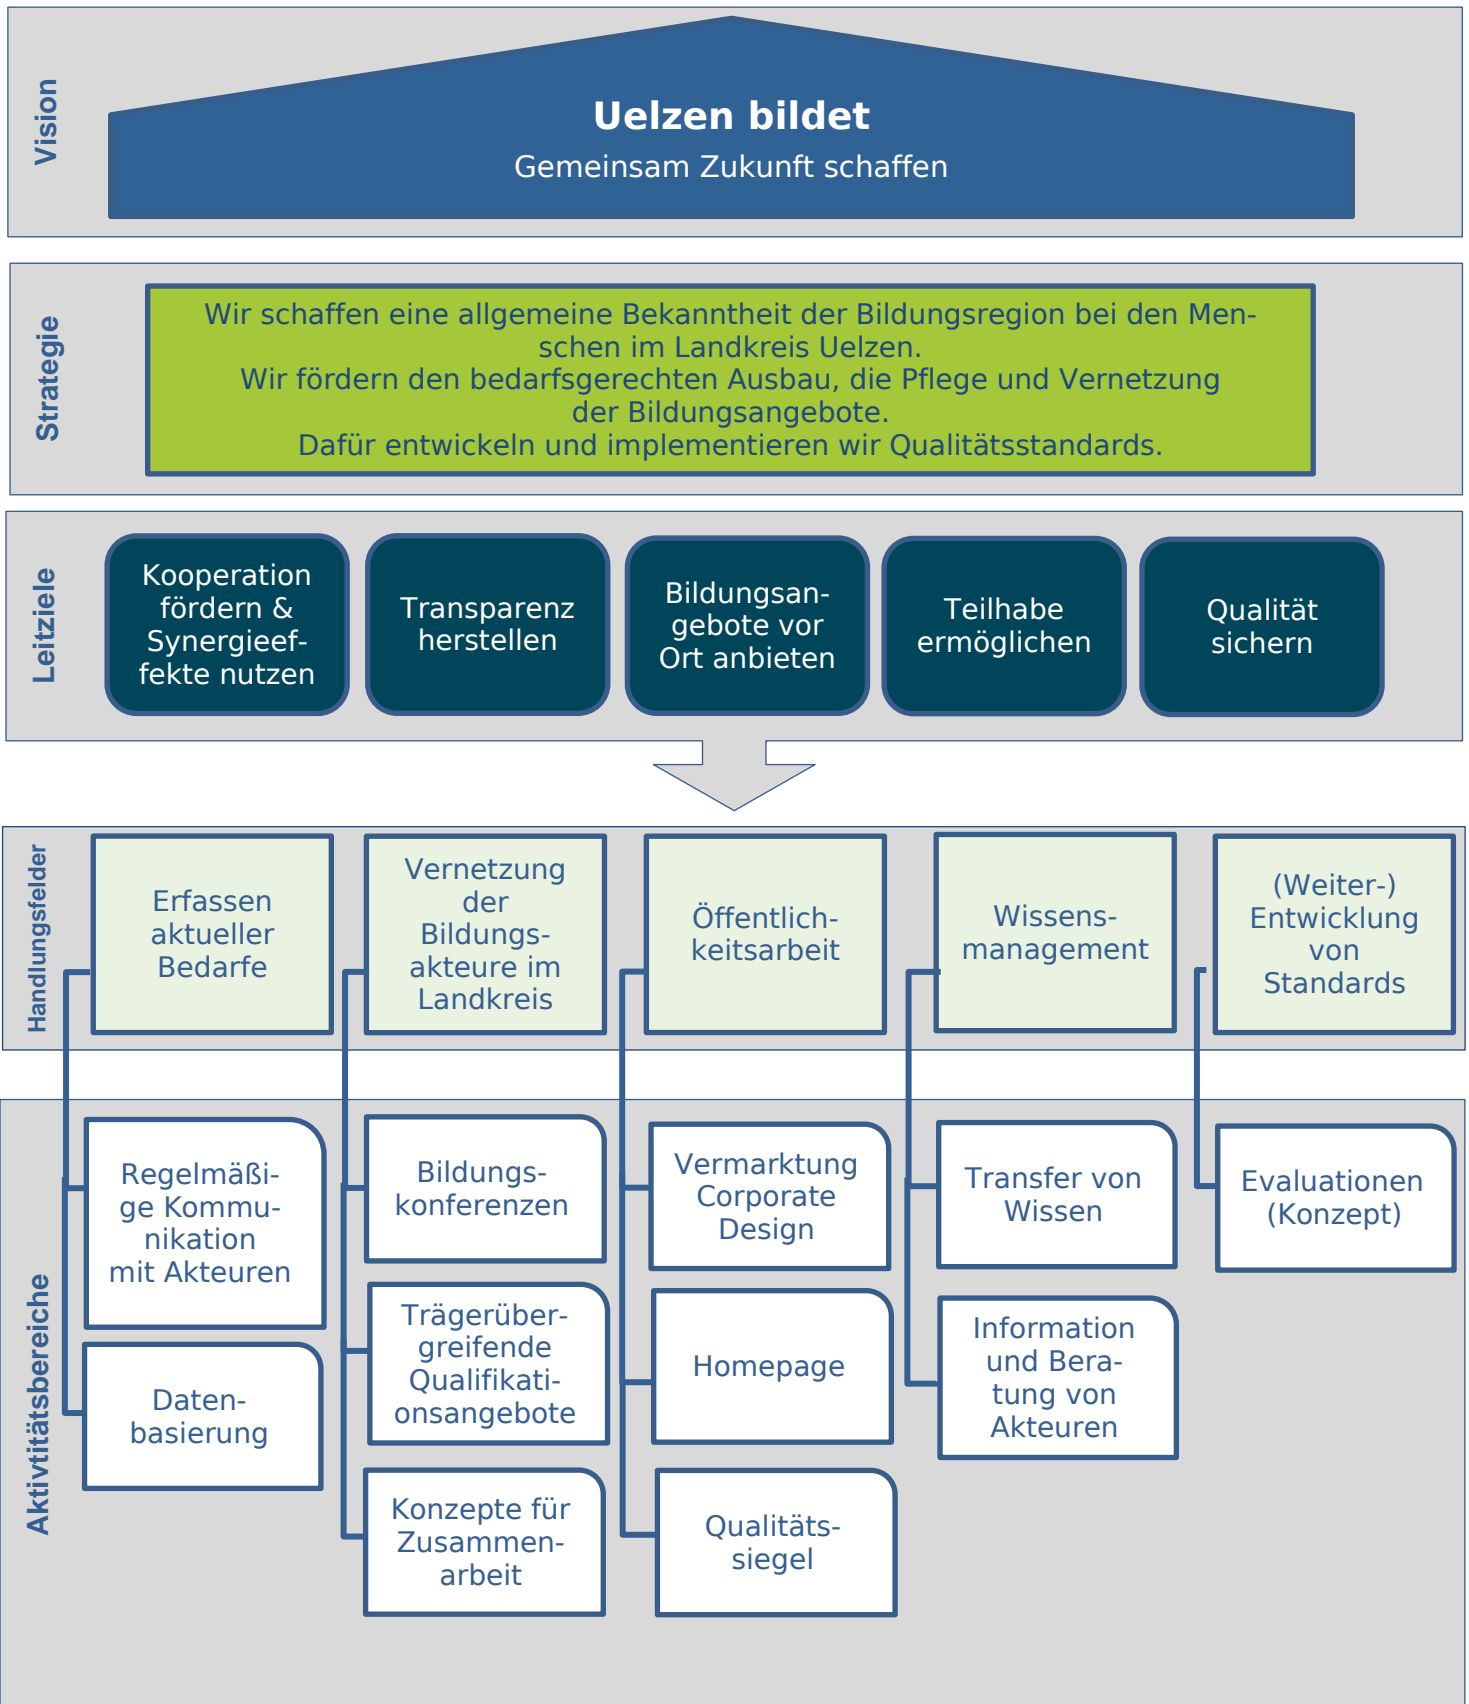 Vision
Uelzen bildet
Gemeinsam Zukunft schaffen
Strategie
Wir schaffen eine allgemeine Bekanntheit der Bildungsregion bei den Men-
schen im Landkreis Uelzen.
Wir fördern den bedarfsgerechten Ausbau, die Pflege und Vernetzung
der Bildungsangebote.
Dafür entwickeln und implementieren wir Qualitätsstandards.
Leitziele
Kooperation
fördern &
Synergieef-
fekte nutzen
Transparenz
herstellen
Bildungsan-
gebote vor
Ort anbieten
Teilhabe
ermöglichen
Qualität
sichern
Handlungsfelder
Erfassen
aktueller
Bedarfe
Vernetzung
der
Bildungs-
akteure im
Landkreis
Öffentlich-
keitsarbeit
Wissens-
management
(Weiter-)
Entwicklung
von
Standards
Aktivtitätsbereiche
Regelmäßi-
ge Kommu-
nikation
mit Akteuren
Daten-
basierung
Bildungs-
konferenzen
Trägerüber-
greifende
Qualifikati-
onsangebote
Konzepte für
Zusammen-
arbeit
Vermarktung
Corporate
Design
Homepage
Qualitäts-
siegel
Transfer von
Wissen
Information
und Bera-
tung von
Akteuren
Evaluationen
(Konzept)